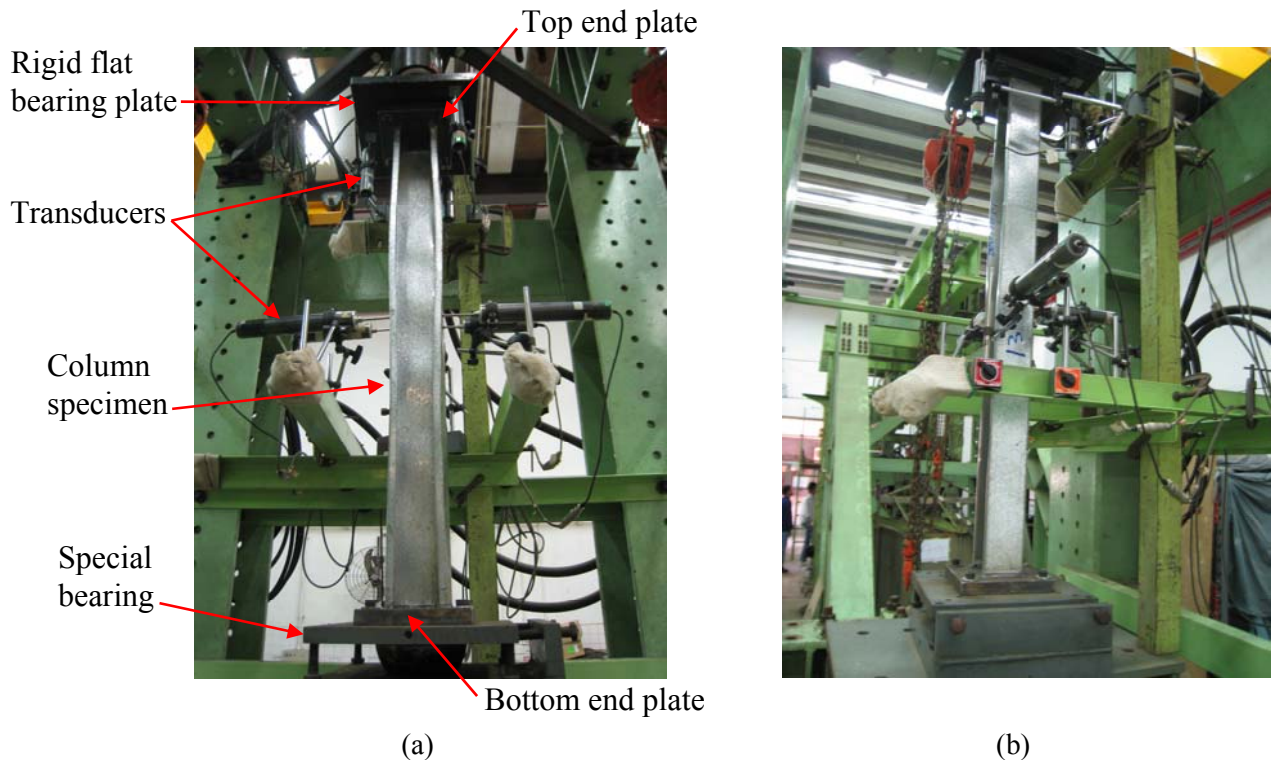 Top end plate
Rigid flat
bearing plate
Transducers
Column
specimen
Special
bearing
Bottom end plate
(a)
(b)